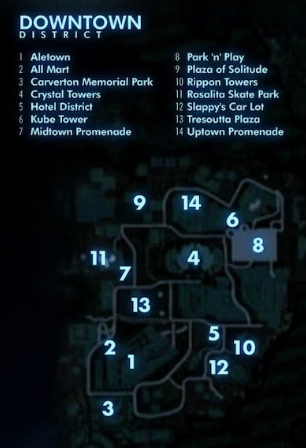 DOWNTOWN
DISTRICT
1 Aletown
2 All Mart
3 Carverton Memorial Park
4 Crystal Towers
5 Hotel District
6 Kube Tower
7 Midtown Promenade
8 Park 'n' Play
9 Plaza of Solitude
10 Rippon Towers
11 Rosalita Skate Park
12 Slappy's Car Lot
13 Tresoutta Plaza
14 Uptown Promenade
9 14
6
8
11 4
7
13
5
2 10
1 12
3